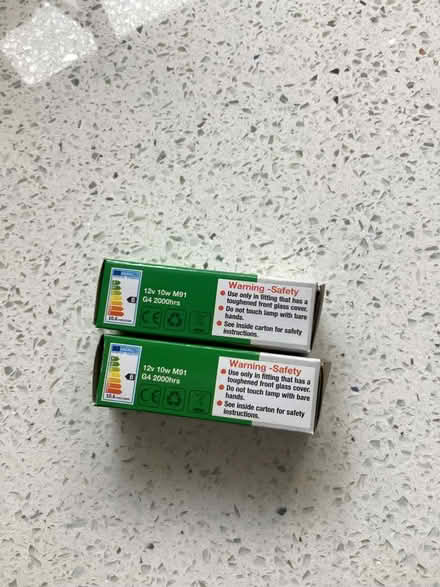 12v 10w M91
G4 2000hrs
CE
Warning -Safety
Use only in fitting that has a
toughened front glass cover.
Do not touch lamp with bare
hands.
See inside carton for safety
instructions.
12v 10w M91
G4 2000hrs
CE
Warning -Safety
Use only in fitting that has a
toughened front glass cover.
Do not touch lamp with bare
hands.
See inside carton for safety
instructions.